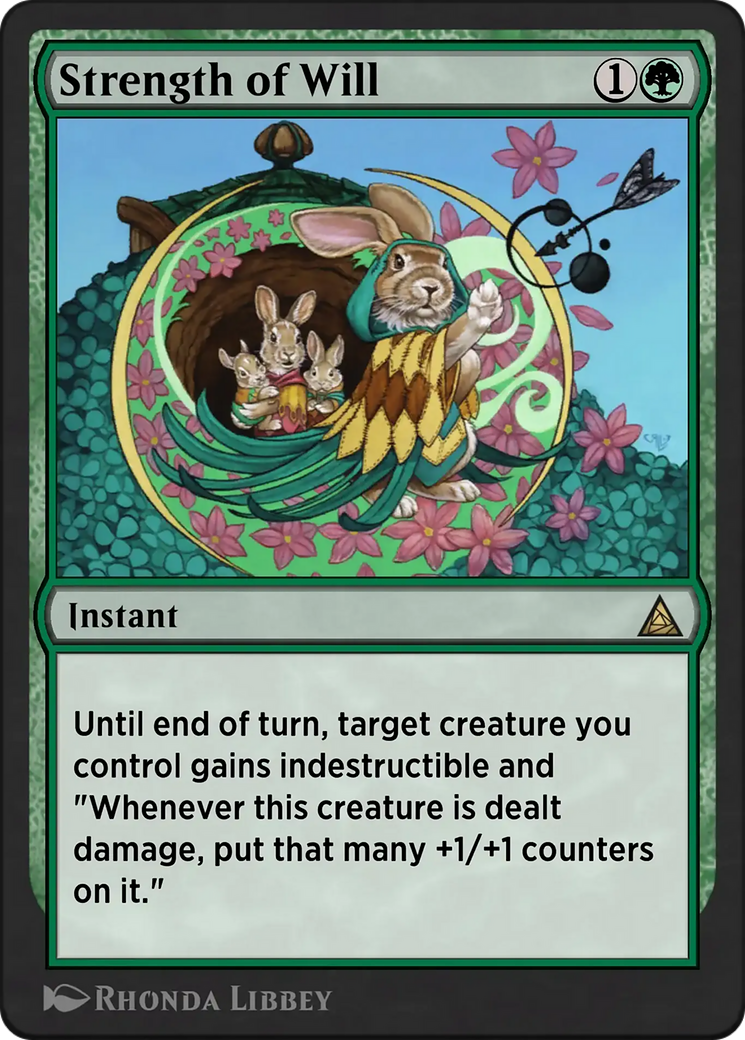 Strength of Will
1
Instant
Until end of turn, target creature you
control gains indestructible and
"Whenever this creature is dealt
damage, put that many +1/+1 counters
on it."
Rhonda Libbey